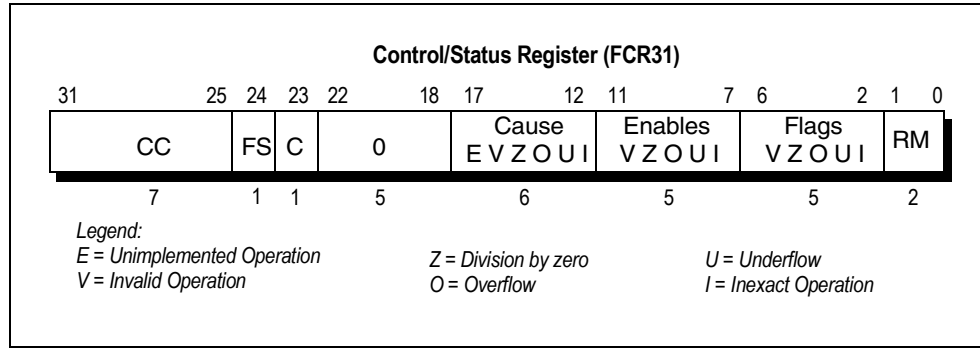 Control/Status Register (FCR31)
31 25 24 23 22 18 17 12 11 7 6 2 1 0
CC FS C 0 Cause Enables Flags RM
E V Z O U I V Z O U I V Z O U I
7 1 1 5 6 5 5 2
Legend:
E = Unimplemented Operation Z = Division by zero U = Underflow
V = Invalid Operation O = Overflow I = Inexact Operation